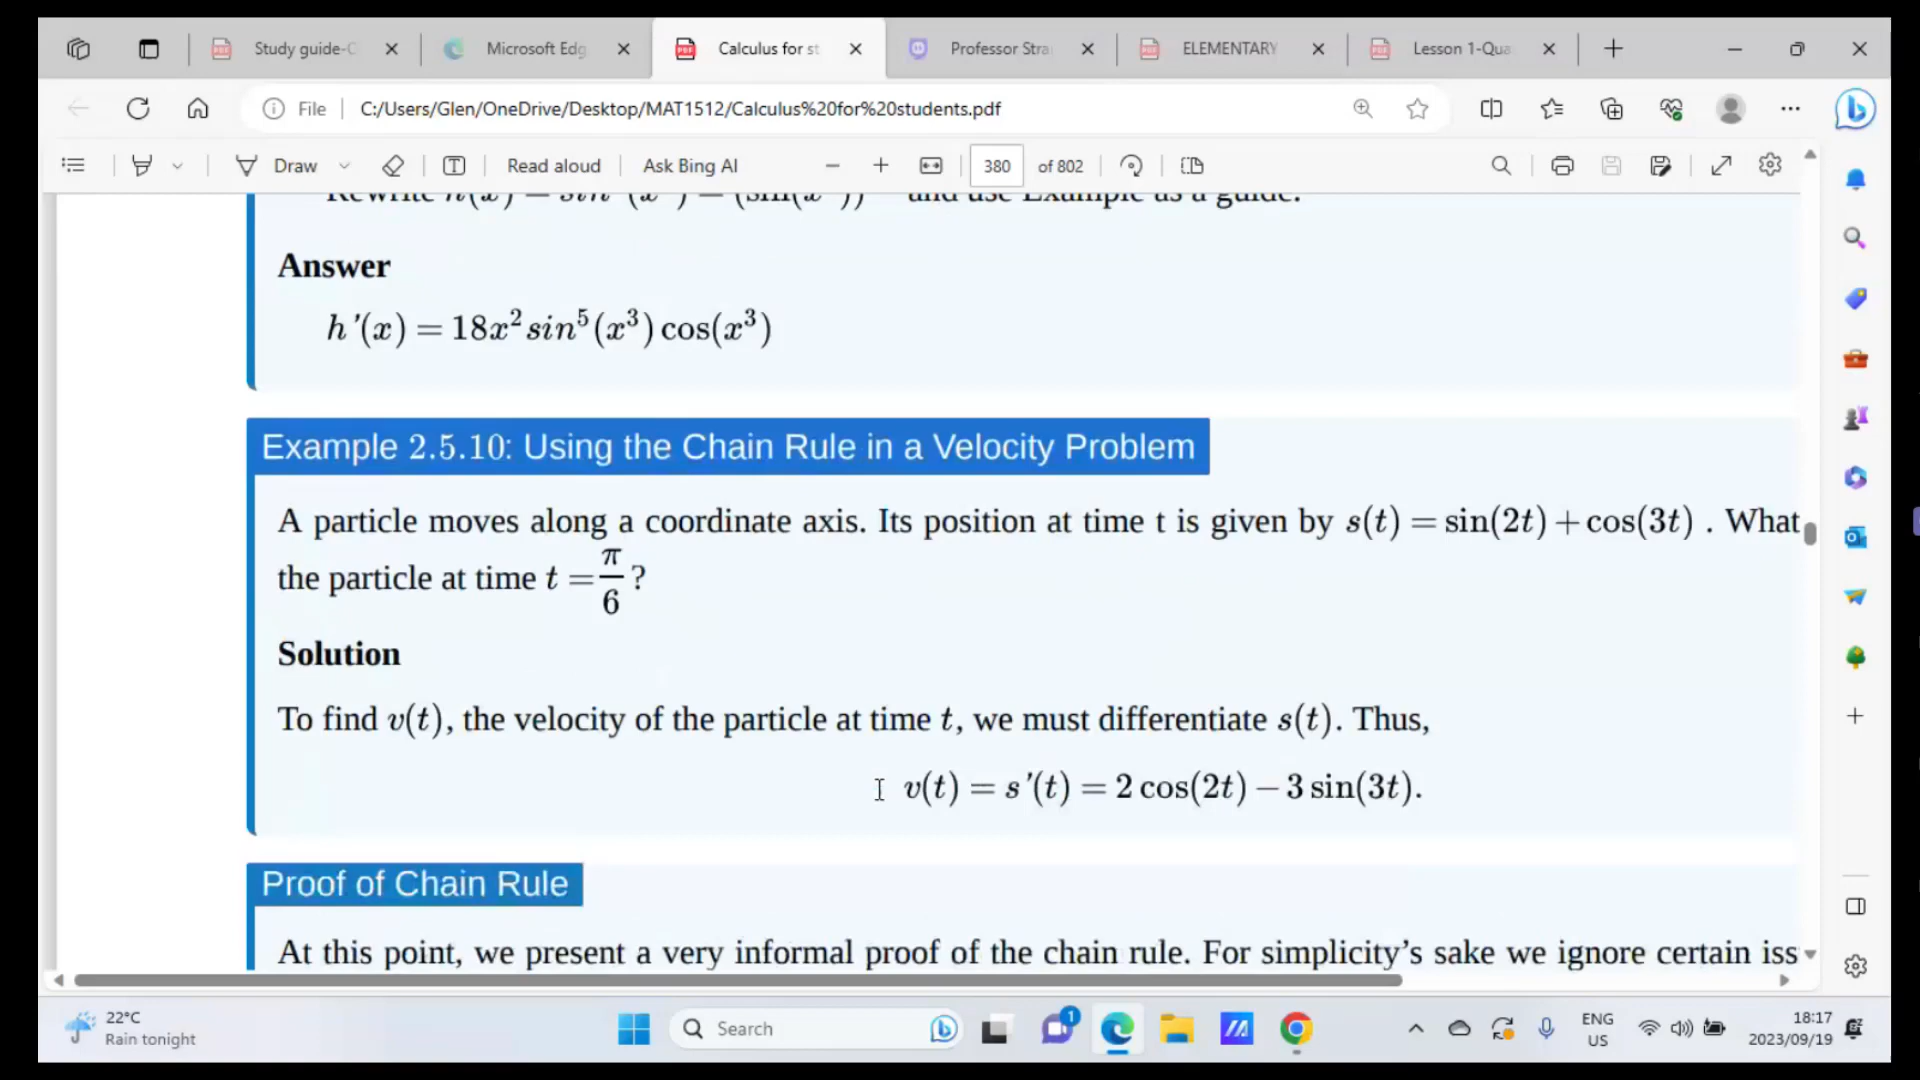 Study guide-C
Microsoft Edg
Calculus for st
Professor Stra
ELEMENTARY
Lesson 1-Qua
File
C:/Users/Glen/OneDrive/Desktop/MAT1512/Calculus%20for%20students.pdf
Draw
Read aloud
Ask Bing AI
380 of 802
and use Example as a guide.
Answer
h'(x) = 18x²sin⁵(x³) cos(x³)
Example 2.5.10: Using the Chain Rule in a Velocity Problem
A particle moves along a coordinate axis. Its position at time t is given by s(t) = sin(2t) + cos(3t) . What
the particle at time t = π/6 ?
Solution
To find v(t), the velocity of the particle at time t, we must differentiate s(t). Thus,
v(t) = s'(t) = 2 cos(2t) − 3 sin(3t).
Proof of Chain Rule
At this point, we present a very informal proof of the chain rule. For simplicity's sake we ignore certain iss
22°C
Rain tonight
Search
1
ENG
US
18:17
2023/09/19